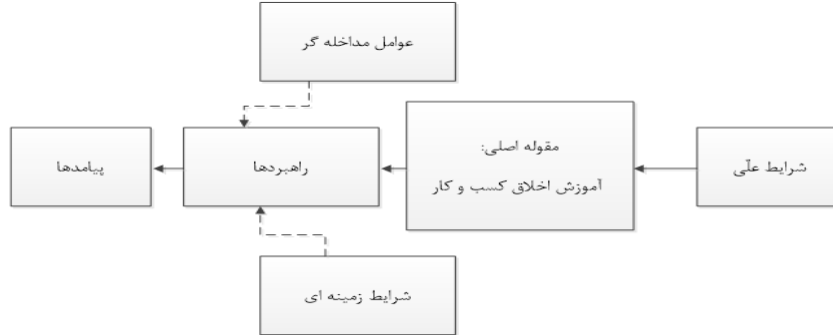 عوامل مداخله گر
شرایط علّی
مقوله اصلی:
آموزش اخلاق کسب و کار
راهبردها
پیامدها
شرایط زمینه ای